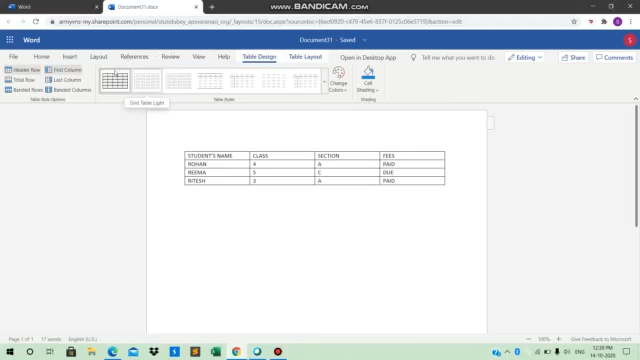 Word
Document31.docx
WWW.BANDICAM.COM
Word
Document31 - Saved
S
File
Home
Insert
Layout
References
Review
View
Help
Table Design
Table Layout
Open in Desktop App
Tell me what you want to do
Editing
Share
Comments
Header Row
First Column
Total Row
Last Column
Banded Rows
Banded Columns
Table Style Options
Table Styles
Change
Colors
Cell
Shading
Shading
Grid Table Light
STUDENT'S NAME CLASS SECTION FEES
ROHAN 4 A PAID
REEMA 5 C DUE
RITESH 3 A PAID
Page 1 of 1 17 words English (U.S.)
100%
Give Feedback to Microsoft
12:39 PM
14-10-2020